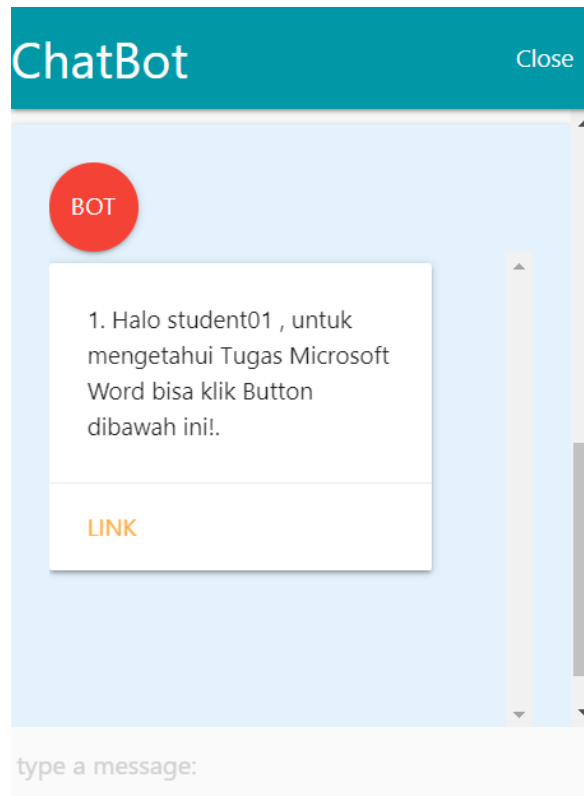 ChatBot
Close
BOT
1. Halo student01 , untuk
mengetahui Tugas Microsoft
Word bisa klik Button
dibawah ini!.
LINK
type a message: